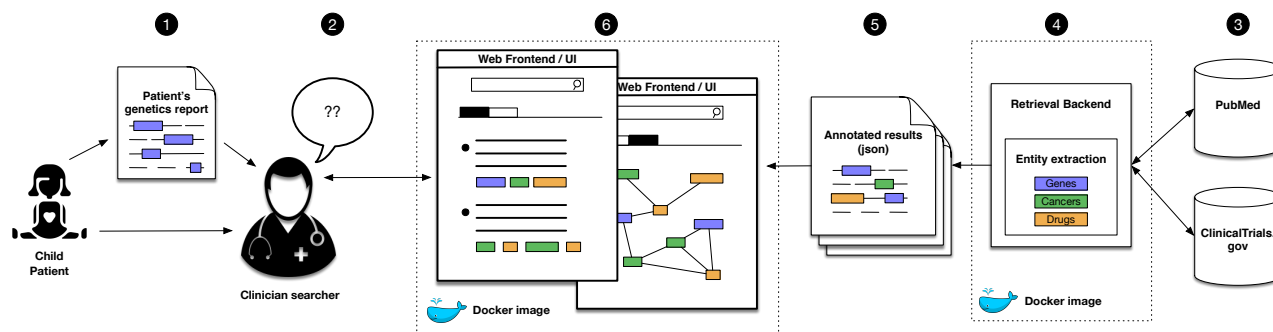 1
2
6
5
4
3
Patient's
genetics report
??
Child
Patient
Clinician searcher
Web Frontend / UI
Web Frontend / UI
Docker image
Annotated results
(json)
Retrieval Backend
Entity extraction
Genes
Cancers
Drugs
Docker image
PubMed
ClinicalTrials.
gov